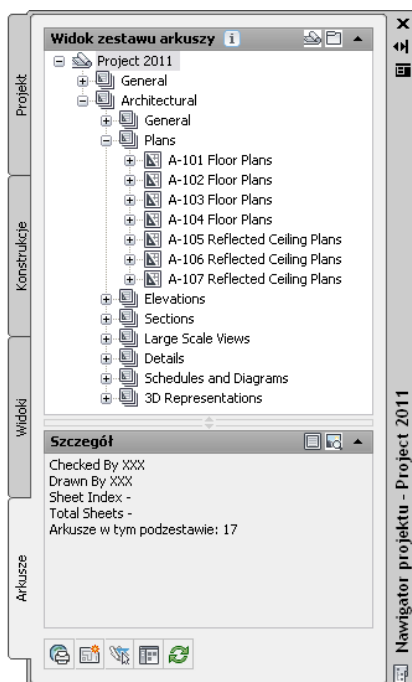 Widok zestawu arkuszy
Project 2011
General
Architectural
General
Plans
A-101 Floor Plans
A-102 Floor Plans
A-103 Floor Plans
A-104 Floor Plans
A-105 Reflected Ceiling Plans
A-106 Reflected Ceiling Plans
A-107 Reflected Ceiling Plans
Elevations
Sections
Large Scale Views
Details
Schedules and Diagrams
3D Representations
Szczegół
Checked By XXX
Drawn By XXX
Sheet Index -
Total Sheets -
Arkusze w tym podzestawie: 17
Projekt
Konstrukcje
Widoki
Arkusze
Nawigator projektu - Project 2011